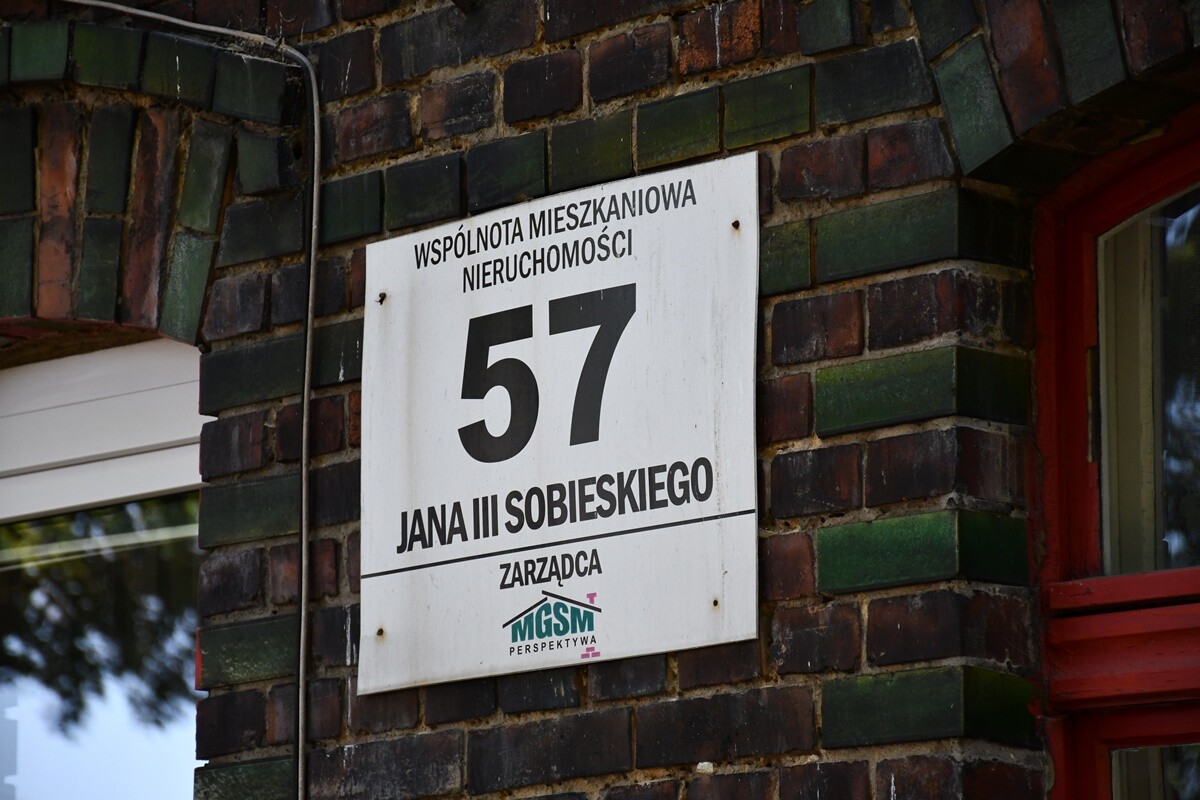 WSPÓLNOTA MIESZKANIOWA
NIERUCHOMOŚCI
57
JANA III SOBIESKIEGO
ZARZĄDCA
MGSM
PERSPEKTYWA